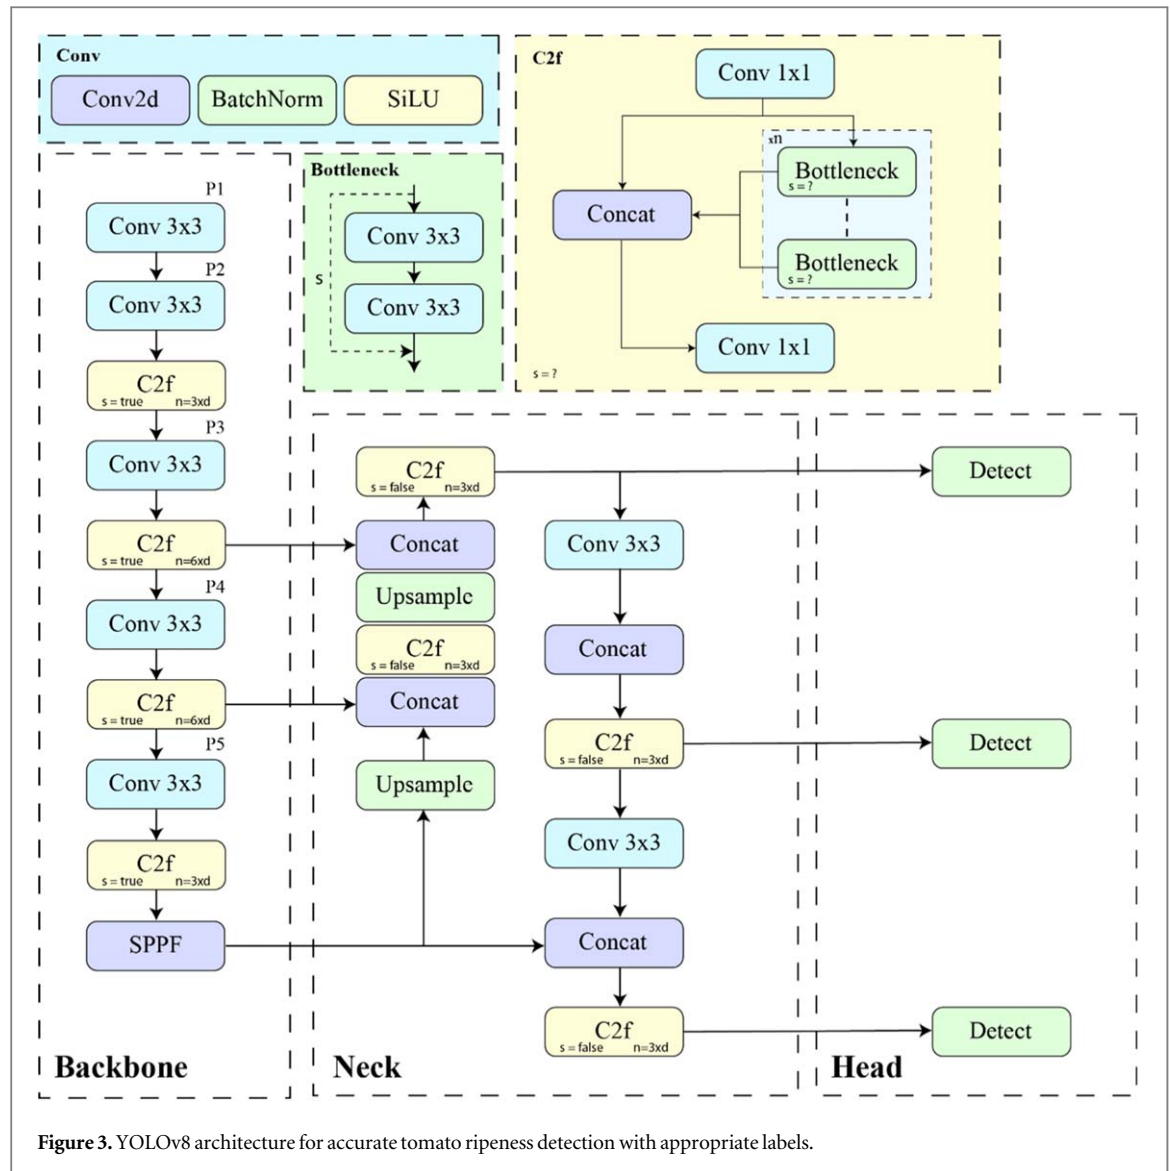 Conv
Conv2d
BatchNorm
SiLU
C2f
Conv 1x1
xn
Bottleneck
s = ?
Concat
Bottleneck
s = ?
Conv 1x1
s = ?
Bottleneck
Conv 3x3
s
Conv 3x3
P1
Conv 3x3
P2
Conv 3x3
C2f
s = true n=3xd
P3
Conv 3x3
C2f
s = true n=6xd
P4
Conv 3x3
C2f
s = true n=6xd
P5
Conv 3x3
C2f
s = true n=3xd
SPPF
Backbone
C2f
s = false n=3xd
Concat
Upsample
C2f
s = false n=3xd
Concat
Upsample
Conv 3x3
Concat
C2f
s = false n=3xd
Conv 3x3
Concat
C2f
s = false n=3xd
Neck
Detect
Detect
Detect
Head
Figure 3. YOLOv8 architecture for accurate tomato ripeness detection with appropriate labels.